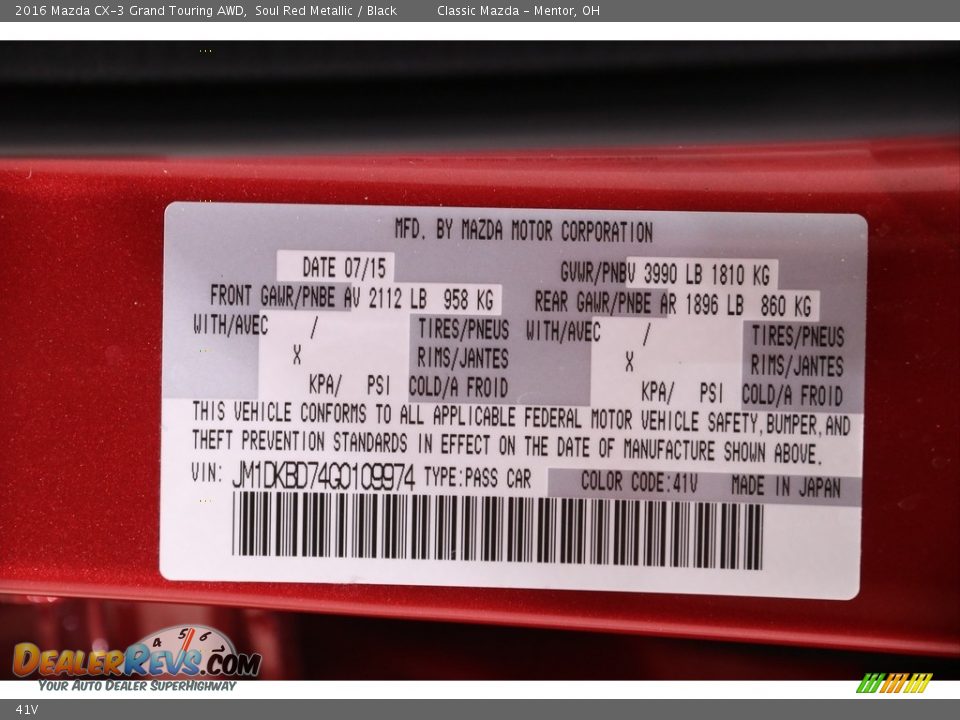 2016 Mazda CX-3 Grand Touring AWD, Soul Red Metallic / Black Classic Mazda - Mentor, OH
MFD. BY MAZDA MOTOR CORPORATION
DATE 07/15 GVWR/PNBV 3990 LB 1810 KG
FRONT GAWR/PNBE AV 2112 LB 958 KG REAR GAWR/PNBE AR 1896 LB 860 KG
WITH/AVEC / TIRES/PNEUS WITH/AVEC / TIRES/PNEUS
X RIMS/JANTES X RIMS/JANTES
KPA/ PSI COLD/A FROID KPA/ PSI COLD/A FROID
THIS VEHICLE CONFORMS TO ALL APPLICABLE FEDERAL MOTOR VEHICLE SAFETY,BUMPER,AND
THEFT PREVENTION STANDARDS IN EFFECT ON THE DATE OF MANUFACTURE SHOWN ABOVE.
VIN: JM1DKBD74G0109974 TYPE:PASS CAR COLOR CODE:41V MADE IN JAPAN
4 5 6
DEALERREVS.COM
YOUR AUTO DEALER SUPERHIGHWAY
41V